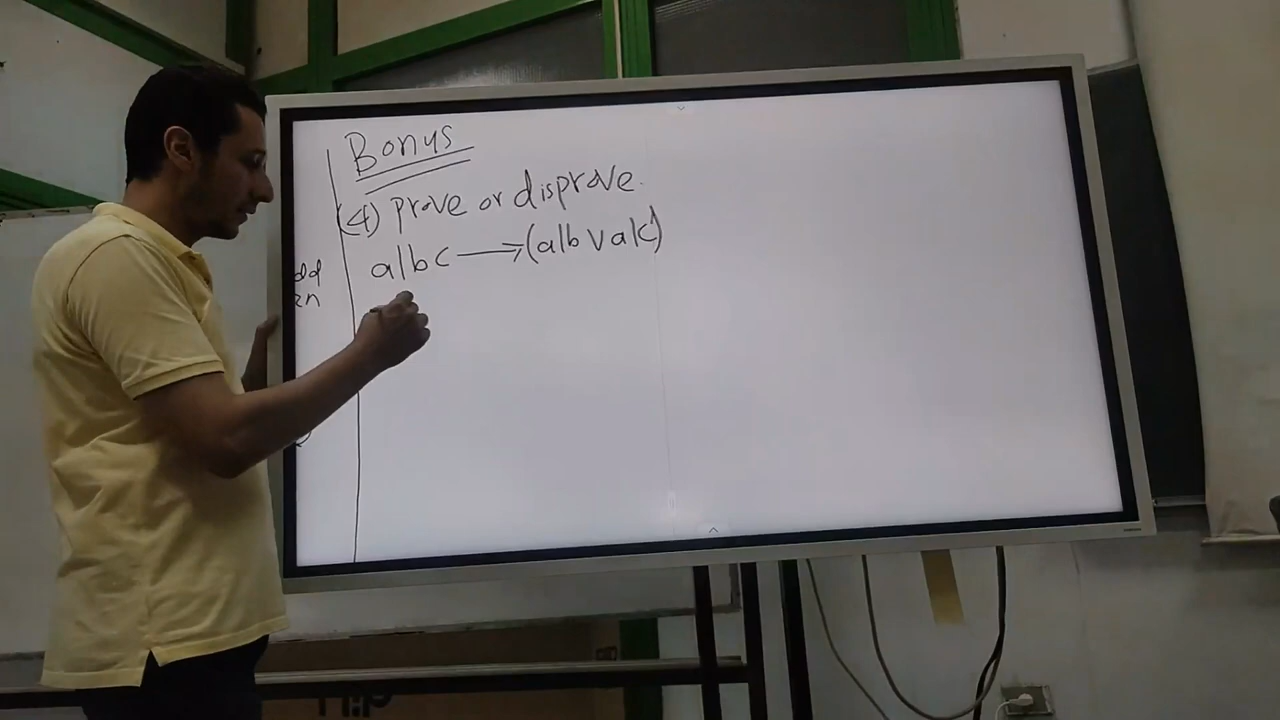 Bonus
(4) prove or disprove.
a|bc → (a|b ∨ a|c)